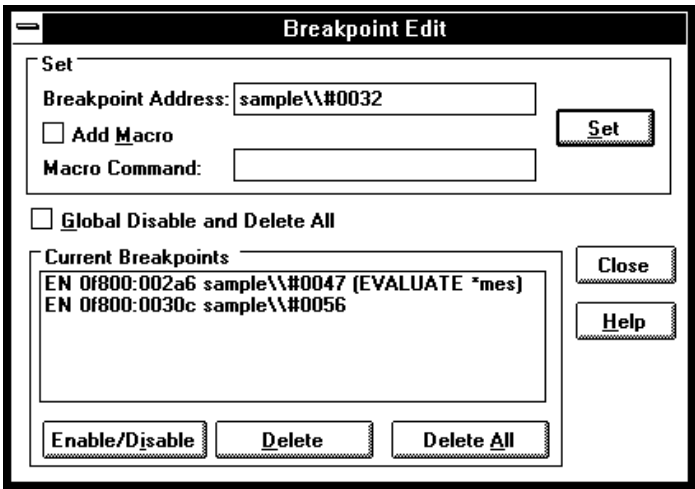 Breakpoint Edit
Set
Breakpoint Address: sample\\#0032
Set
Add Macro
Macro Command:
Global Disable and Delete All
Current Breakpoints
EN 0f800:002a6 sample\\#0047 (EVALUATE *mes)
EN 0f800:0030c sample\\#0056
Close
Help
Enable/Disable Delete Delete All